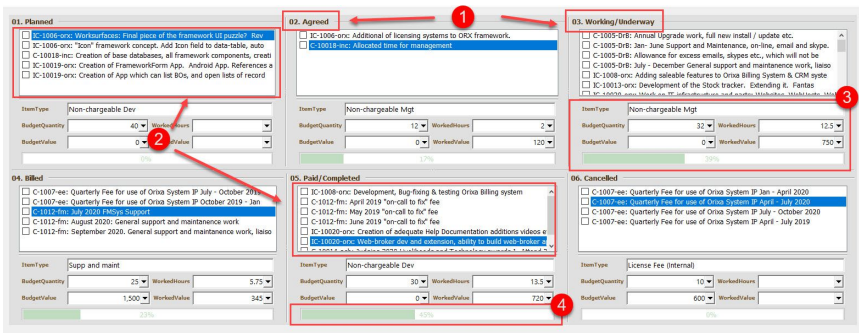 01. Planned
IC-1006-orx: Worksurfaces: Final piece of the framework UI puzzle? Rev
IC-1006-orx: "Icon" framework concept. Add Icon field to data-table, auto
C-10018-inc: Creation of base databases, all framework components, creati
IC-10019-orx: Creation of FrameworkForm App. Android App. References a
IC-10019-orx: Creation of App which can list BOs, and open lists of record
ItemType Non-chargeable Dev
BudgetQuantity 40 WorkedHours
BudgetValue 0 WorkedValue
0%
02. Agreed
IC-1006-orx: Additional of licensing systems to ORX framework.
C-10018-inc: Allocated time for management
ItemType Non-chargeable Mgt
BudgetQuantity 12 WorkedHours 2
BudgetValue 0 WorkedValue 120
17%
03. Working/Underway
C-1005-DrB: Annual Upgrade work, full new install / update etc.
C-1005-DrB: Jan- June Support and Maintenance, on-line, email and skype.
C-1005-DrB: Allowance for excess emails, skypes etc., which will not be
C-1005-DrB: July - December General support and maintenance work, liaiso
IC-1008-orx: Adding saleable features to Orixa Billing System & CRM syste
IC-10013-orx: Development of the Stock tracker. Extending it. Fantas
ItemType Non-chargeable Mgt
BudgetQuantity 32 WorkedHours 12.5
BudgetValue 0 WorkedValue 750
39%
1
2
3
04. Billed
C-1007-ee: Quarterly Fee for use of Orixa System IP July - October 2019
C-1007-ee: Quarterly Fee for use of Orixa System IP October 2019 - Jan
C-1012-fm: July 2020 FMSys Support
C-1012-fm: August 2020: General support and maintanence work
C-1012-fm: September 2020. General support and maintanence work, liaiso
ItemType Supp and maint
BudgetQuantity 25 WorkedHours 5.75
BudgetValue 1,500 WorkedValue 345
23%
05. Paid/Completed
IC-1008-orx: Development, Bug-fixing & testing Orixa Billing system
C-1012-fm: April 2019 "on-call to fix" fee
C-1012-fm: May 2019 "on-call to fix" fee
C-1012-fm: June 2019 "on-call to fix" fee
IC-10020-orx: Creation of adequate Help Documentation additions videos e
IC-10020-orx: Web-broker dev and extension, ability to build web-broker a
ItemType Non-chargeable Dev
BudgetQuantity 30 WorkedHours 13.5
BudgetValue 0 WorkedValue 720
45%
4
06. Cancelled
C-1007-ee: Quarterly Fee for use of Orixa System IP Jan - April 2020
C-1007-ee: Quarterly Fee for use of Orixa System IP April - July 2020
C-1007-ee: Quarterly Fee for use of Orixa System IP July - October 2020
C-1007-ee: Quarterly Fee for use of Orixa System IP April - July 2019
ItemType License Fee (Internal)
BudgetQuantity 10 WorkedHours
BudgetValue 600 WorkedValue
0%